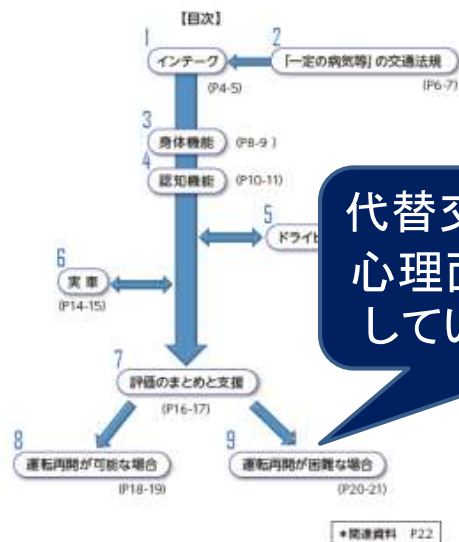 【目次】
1
2
インテーク
「一定の病気等」の交通法規
(P4-5)
(P6-7)
3
身体機能
(P8-9 )
4
認知機能
(P10-11)
5
6
実車
(P14-15)
代替交
心理面
してい
7
評価のまとめと支援
(P16-17)
8
9
運転再開が可能な場合
運転再開が困難な場合
(P18-19)
(P20-21)
*関連資料 P22